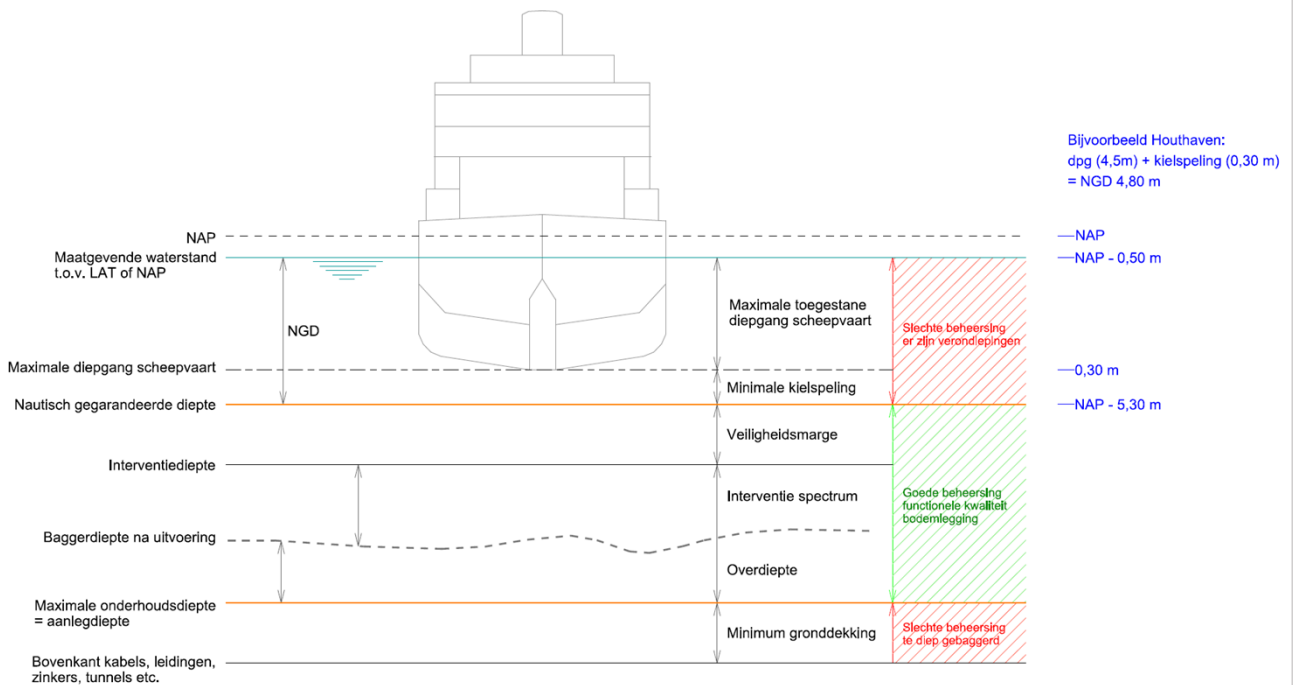 Bijvoorbeeld Houthaven:
dpg (4,5m) + kielspeling (0,30 m)
= NGD 4,80 m
NAP
NAP
Maatgevende waterstand
t.o.v. LAT of NAP
NAP - 0,50 m
NGD
Maximale toegestane
diepgang scheepvaart
Slechte beheersing
er zijn verondiepingen
Maximale diepgang scheepvaart
0,30 m
Minimale kielspeling
Nautisch gegarandeerde diepte
NAP - 5,30 m
Veiligheidsmarge
Interventiediepte
Interventie spectrum
Goede beheersing
functionele kwaliteit
bodemlegging
Baggerdiepte na uitvoering
Overdiepte
Maximale onderhoudsdiepte
= aanlegdiepte
Minimum gronddekking
Slechte beheersing
te diep gebaggerd
Bovenkant kabels, leidingen,
zinkers, tunnels etc.